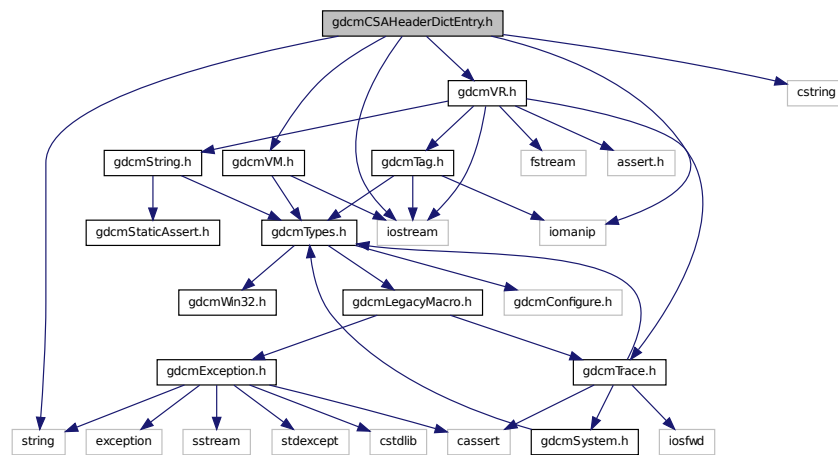 gdcmCSAHeaderDictEntry.h
gdcmVR.h
cstring
gdcmString.h
gdcmVM.h
gdcmTag.h
fstream
assert.h
gdcmStaticAssert.h
gdcmTypes.h
iostream
iomanip
gdcmWin32.h
gdcmLegacyMacro.h
gdcmConfigure.h
gdcmException.h
gdcmTrace.h
string
exception
sstream
stdexcept
cstdlib
cassert
gdcmSystem.h
iosfwd